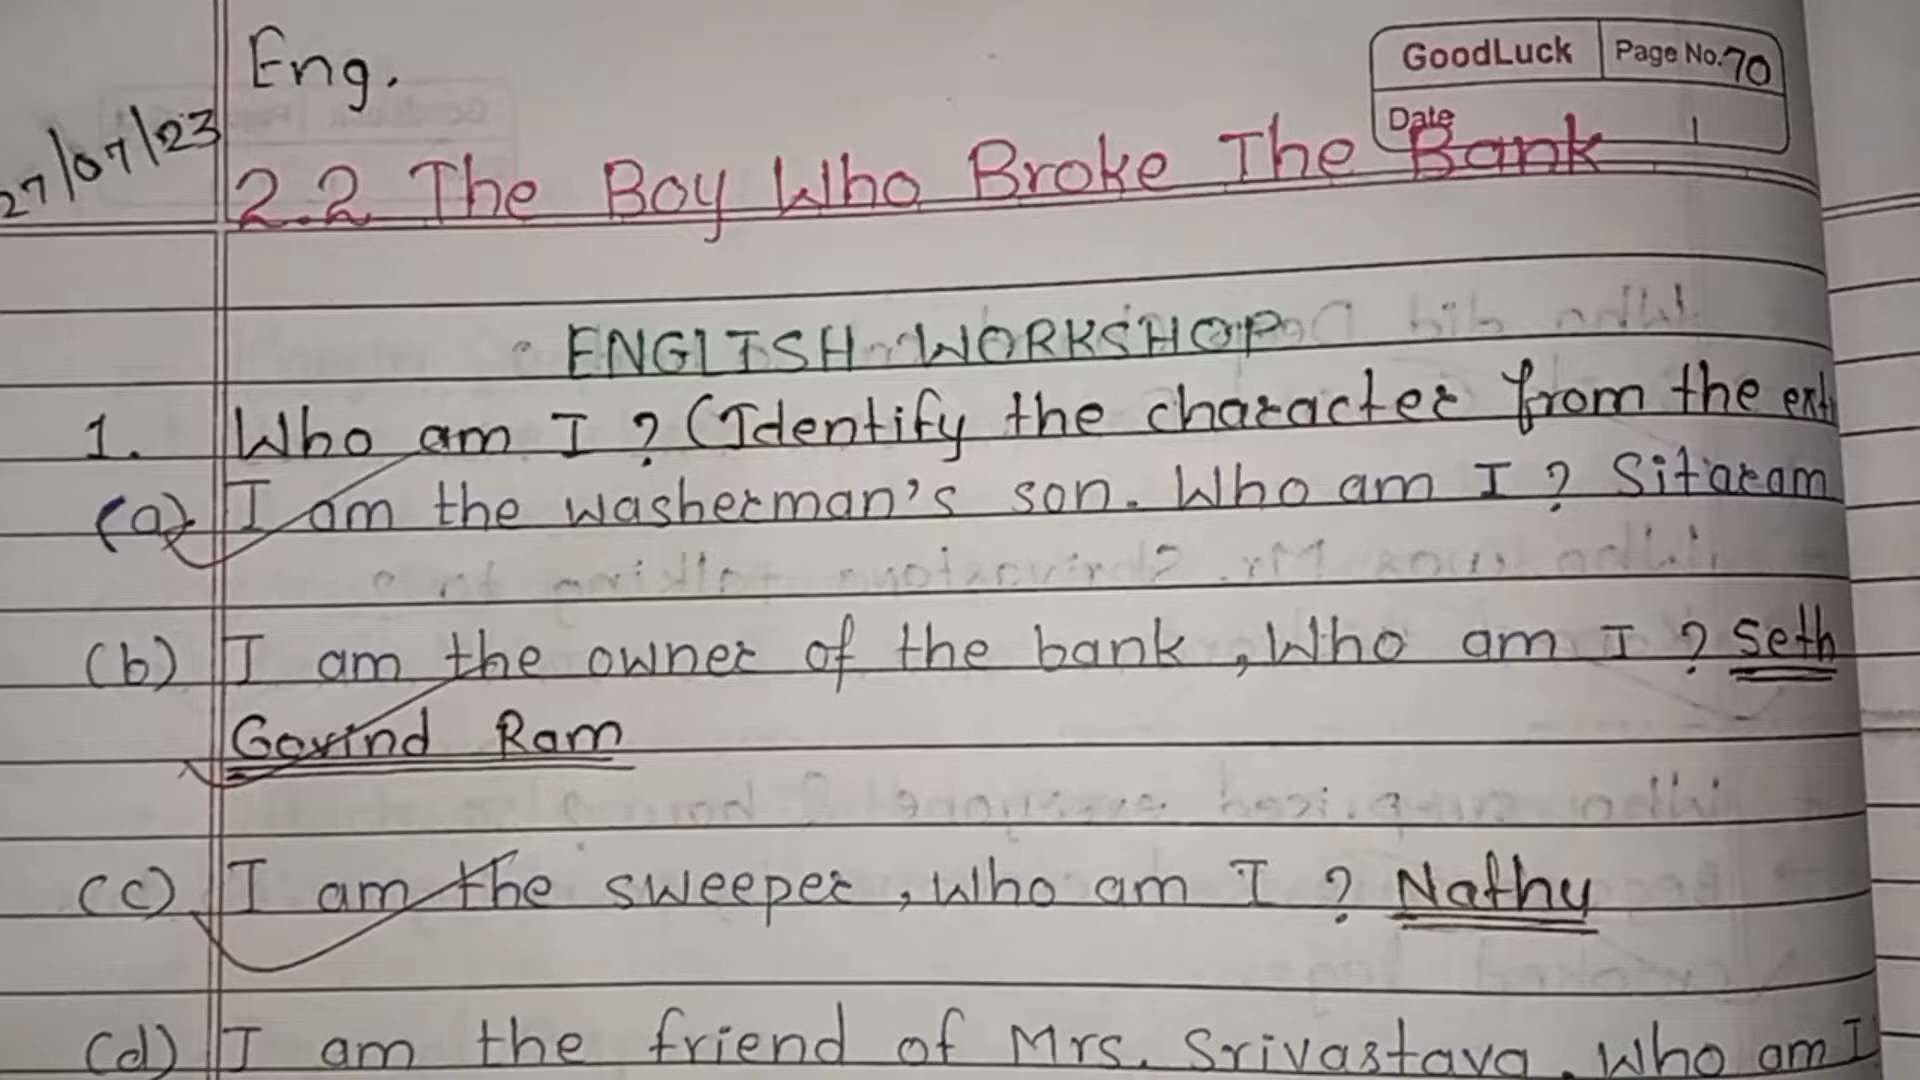 Eng.
GoodLuck Page No. 70
Date
27/07/23
2.2 The Boy Who Broke The Bank
ENGLISH WORKSHOP
1. Who am I ? (Identify the character from the
(a) I am the washerman's son. Who am I ? Sitaram
(b) I am the owner of the bank, Who am I ? Seth
Govind Ram
(c) I am the sweeper, Who am I ? Nathu
(d) I am the friend of Mrs. Srivastava. Who am I